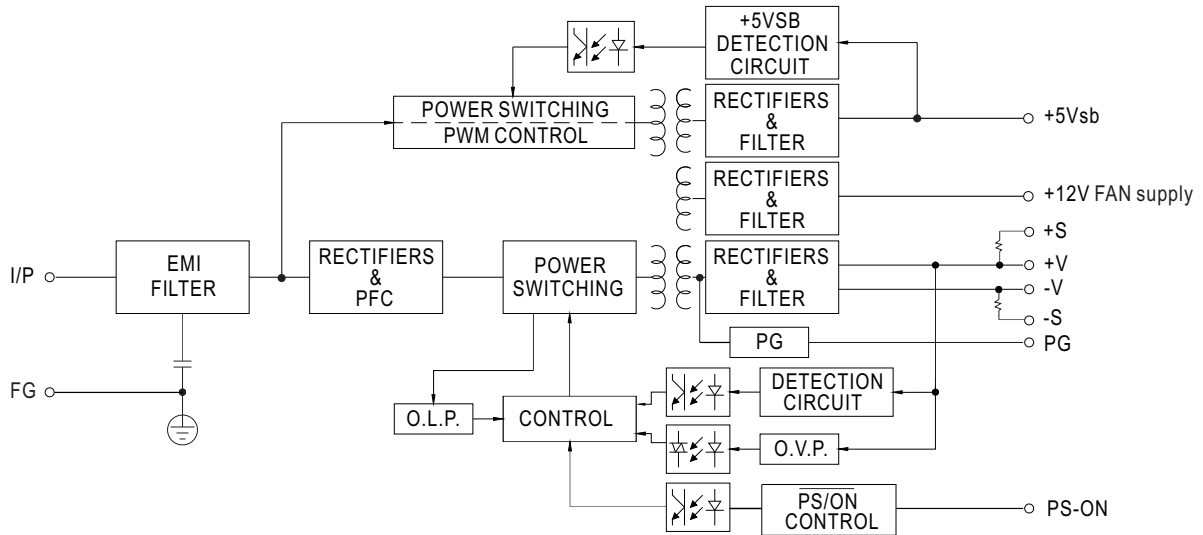 +5VSB
DETECTION
CIRCUIT
POWER SWITCHING
PWM CONTROL
RECTIFIERS
&
FILTER
+5Vsb
RECTIFIERS
&
FILTER
+12V FAN supply
I/P
EMI
FILTER
RECTIFIERS
&
PFC
POWER
SWITCHING
RECTIFIERS
&
FILTER
+S
+V
-V
-S
PG
PG
FG
O.L.P.
CONTROL
DETECTION
CIRCUIT
O.V.P.
PS/ON
CONTROL
PS-ON